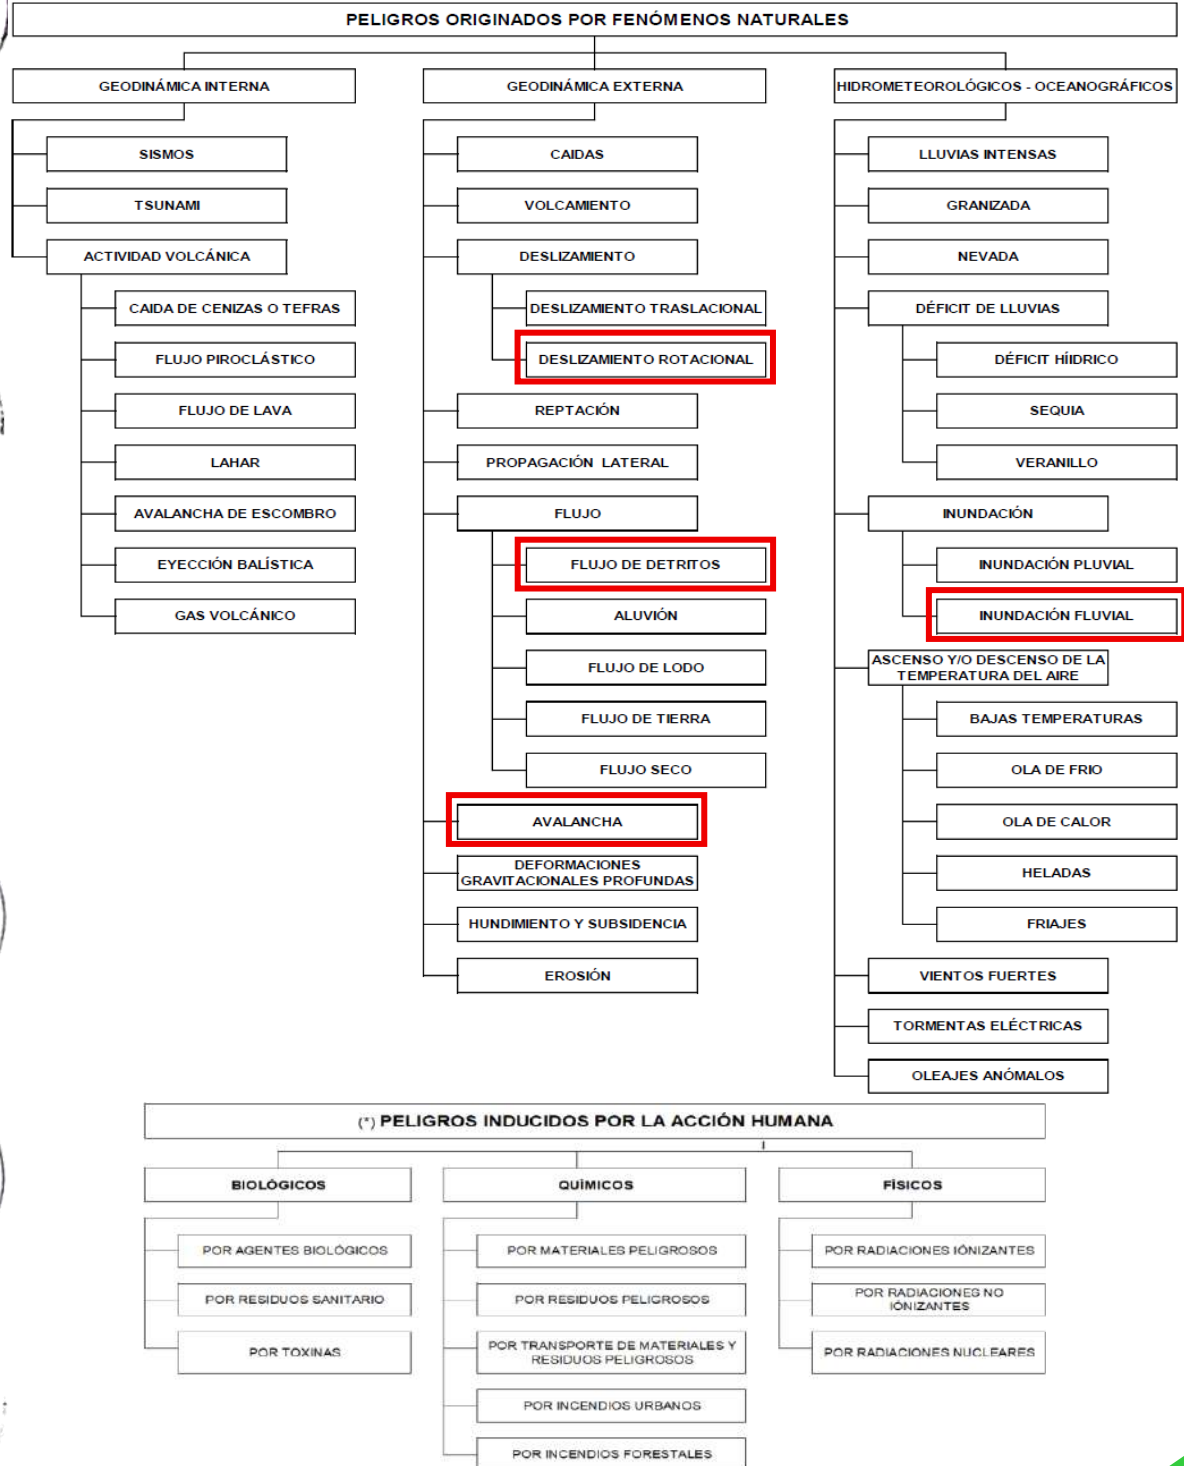 PELIGROS ORIGINADOS POR FENÓMENOS NATURALES
GEODINÁMICA INTERNA
SISMOS
TSUNAMI
ACTIVIDAD VOLCÁNICA
CAIDA DE CENIZAS O TEFRAS
FLUJO PIROCLÁSTICO
FLUJO DE LAVA
LAHAR
AVALANCHA DE ESCOMBRO
EYECCIÓN BALÍSTICA
GAS VOLCÁNICO
GEODINÁMICA EXTERNA
CAIDAS
VOLCAMIENTO
DESLIZAMIENTO
DESLIZAMIENTO TRASLACIONAL
DESLIZAMIENTO ROTACIONAL
REPTACIÓN
PROPAGACIÓN LATERAL
FLUJO
FLUJO DE DETRITOS
ALUVIÓN
FLUJO DE LODO
FLUJO DE TIERRA
FLUJO SECO
AVALANCHA
DEFORMACIONES
GRAVITACIONALES PROFUNDAS
HUNDIMIENTO Y SUBSIDENCIA
EROSIÓN
HIDROMETEOROLÓGICOS - OCEANOGRÁFICOS
LLUVIAS INTENSAS
GRANIZADA
NEVADA
DÉFICIT DE LLUVIAS
DÉFICIT HÍIDRICO
SEQUIA
VERANILLO
INUNDACIÓN
INUNDACIÓN PLUVIAL
INUNDACIÓN FLUVIAL
ASCENSO Y/O DESCENSO DE LA
TEMPERATURA DEL AIRE
BAJAS TEMPERATURAS
OLA DE FRIO
OLA DE CALOR
HELADAS
FRIAJES
VIENTOS FUERTES
TORMENTAS ELÉCTRICAS
OLEAJES ANÓMALOS
(*) PELIGROS INDUCIDOS POR LA ACCIÓN HUMANA
BIOLÓGICOS
POR AGENTES BIOLÓGICOS
POR RESIDUOS SANITARIO
POR TOXINAS
QUÍMICOS
POR MATERIALES PELIGROSOS
POR RESIDUOS PELIGROSOS
POR TRANSPORTE DE MATERIALES Y
RESIDUOS PELIGROSOS
POR INCENDIOS URBANOS
POR INCENDIOS FORESTALES
FÍSICOS
POR RADIACIONES IÓNIZANTES
POR RADIACIONES NO
IÓNIZANTES
POR RADIACIONES NUCLEARES